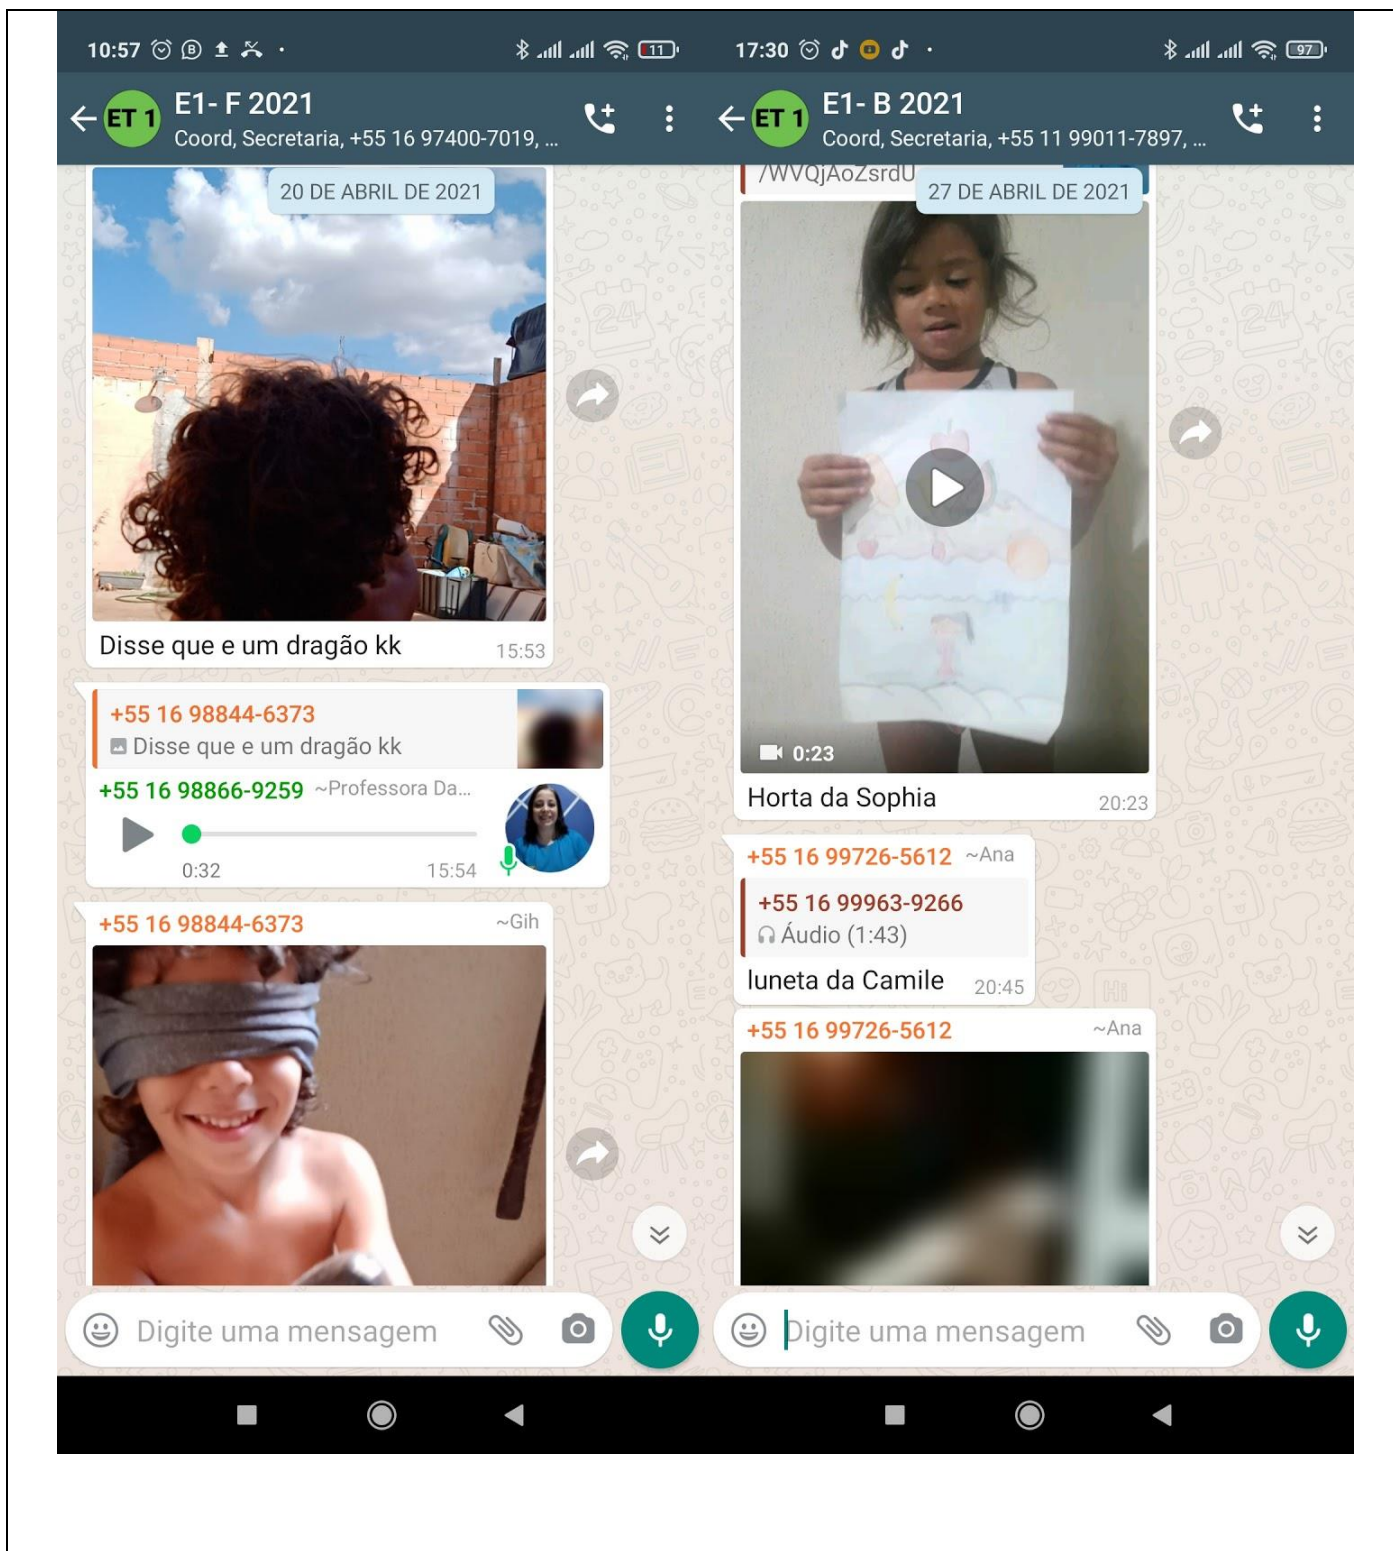 10:57
11
ET 1
E1- F 2021
Coord, Secretaria, +55 16 97400-7019, ...
20 DE ABRIL DE 2021
Disse que e um dragão kk
15:53
+55 16 98844-6373
Disse que e um dragão kk
+55 16 98866-9259 ~Professora Da...
0:32
15:54
+55 16 98844-6373 ~Gih
Digite uma mensagem
17:30
97
ET 1
E1- B 2021
Coord, Secretaria, +55 11 99011-7897, ...
/WVQjAoZsrdU
27 DE ABRIL DE 2021
0:23
Horta da Sophia
20:23
+55 16 99726-5612 ~Ana
+55 16 99963-9266
Áudio (1:43)
luneta da Camile
20:45
+55 16 99726-5612 ~Ana
Digite uma mensagem